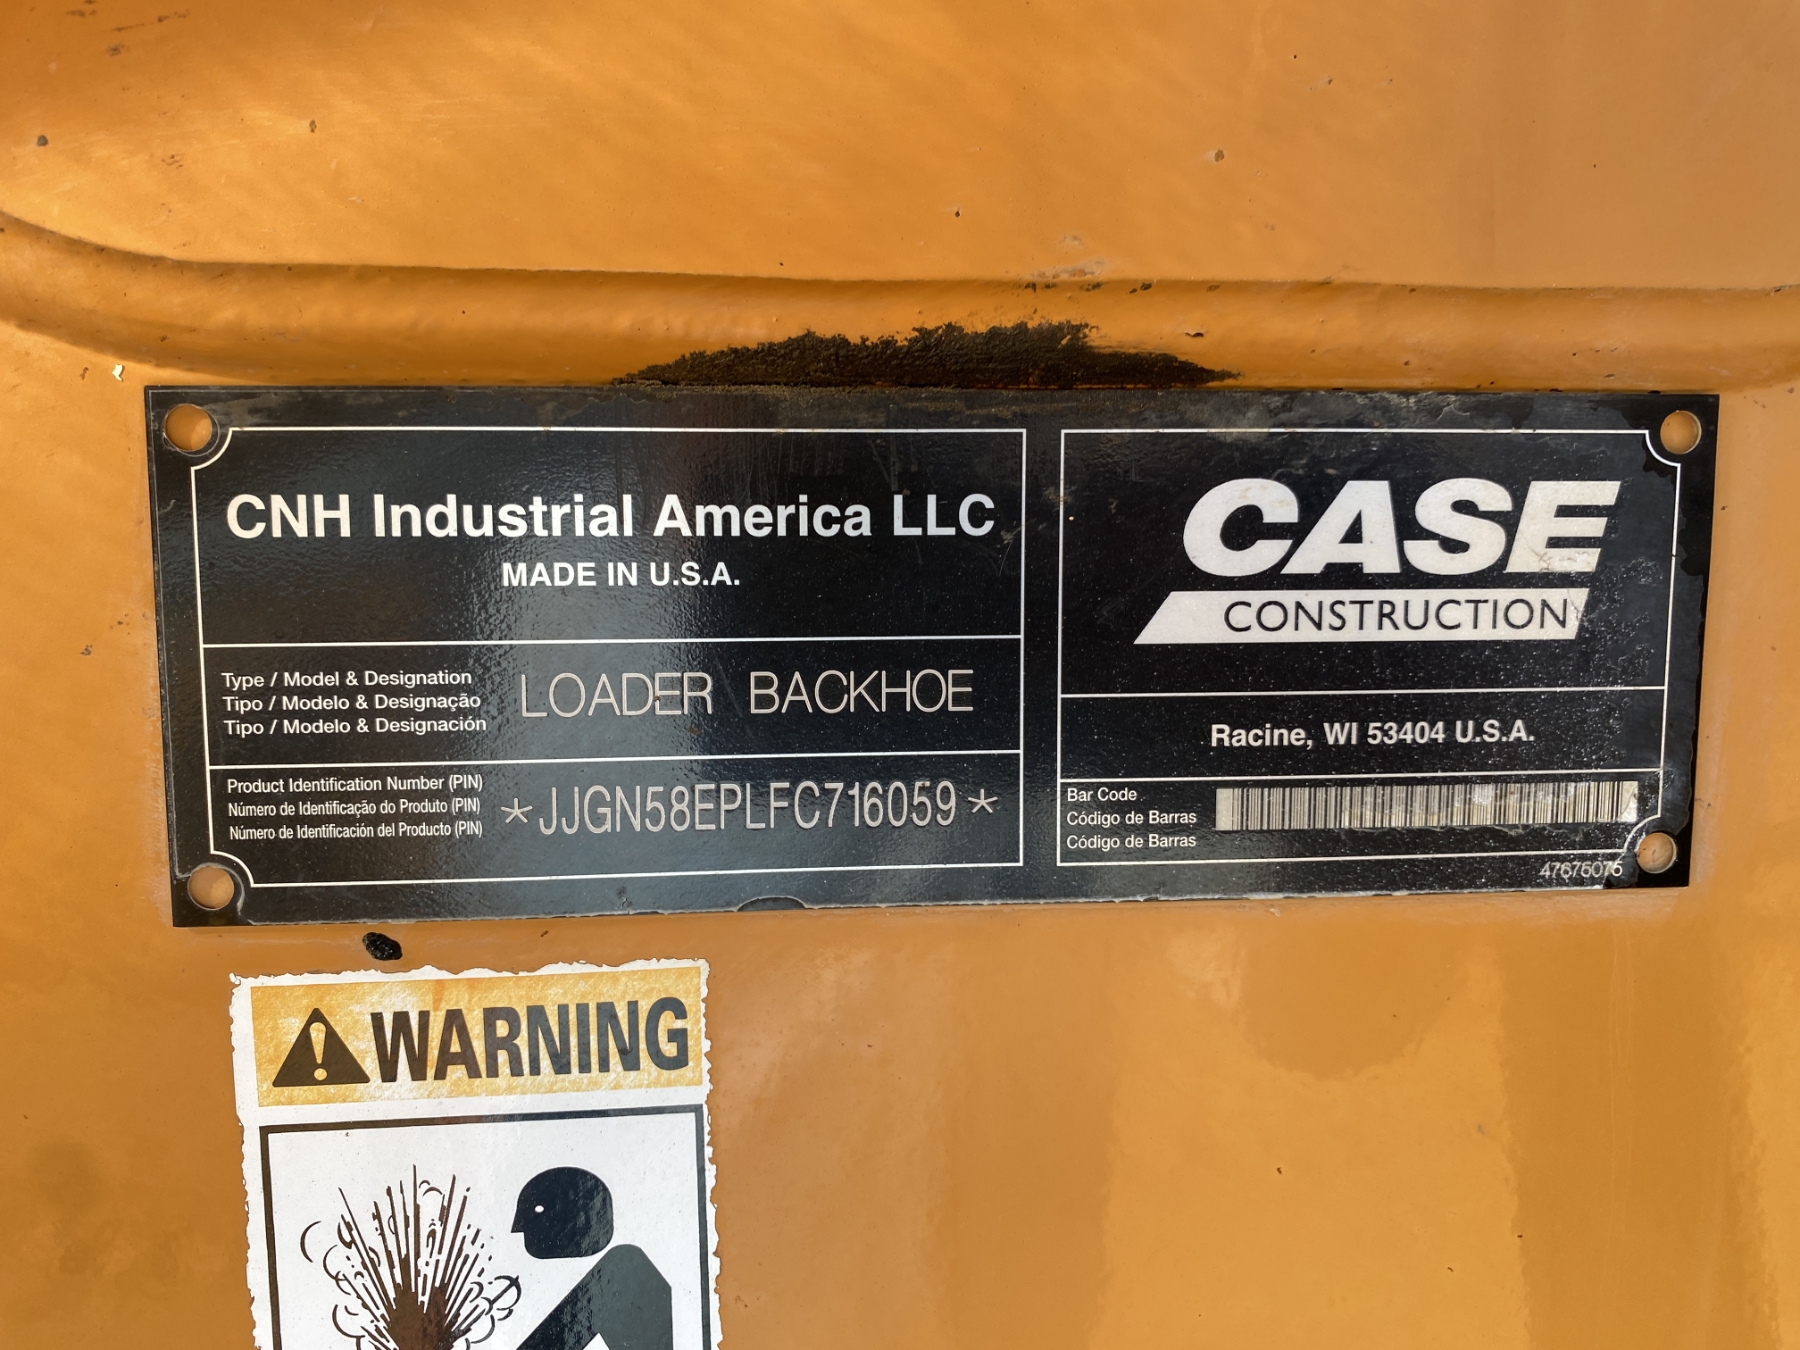 CNH Industrial America LLC
MADE IN U.S.A.
Type / Model & Designation
Tipo / Modelo & Designação
Tipo / Modelo & Designación
LOADER BACKHOE
Product Identification Number (PIN)
Número de Identificação do Produto (PIN)
Número de Identificación del Producto (PIN)
*JJGN58EPLFC716059*
CASE
CONSTRUCTION
Racine, WI 53404 U.S.A.
Bar Code
Código de Barras
Código de Barras
47676075
WARNING